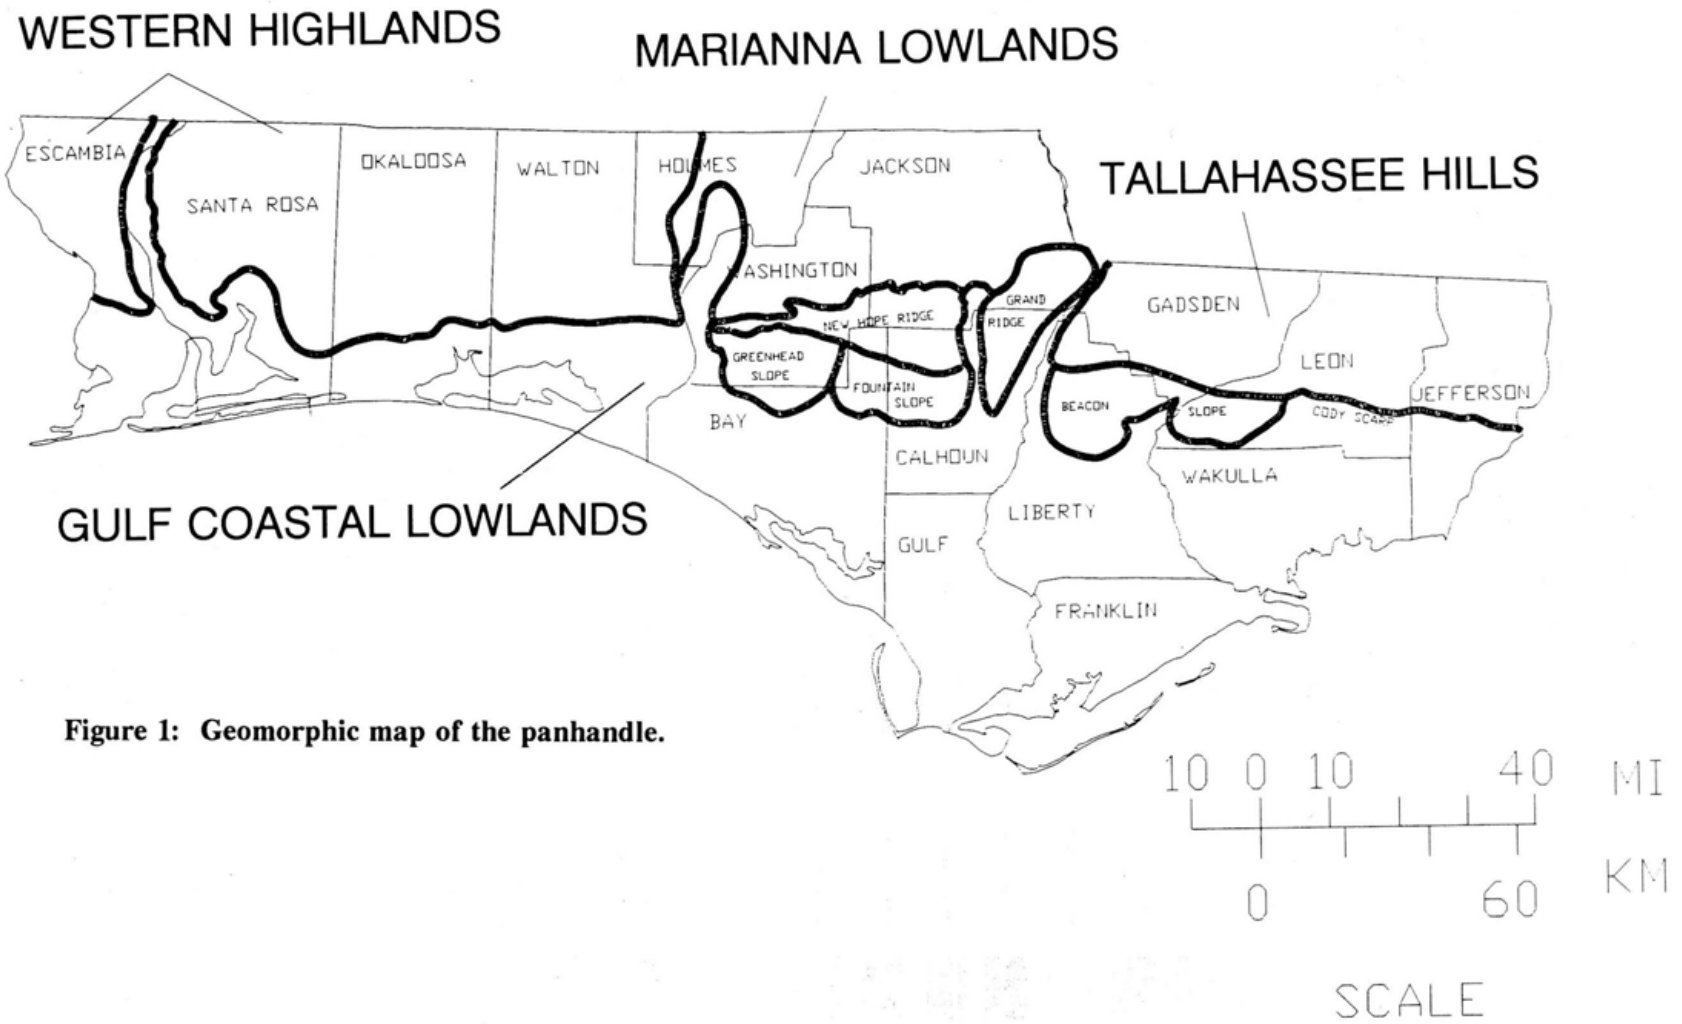 WESTERN HIGHLANDS
MARIANNA LOWLANDS
ESCAMBIA
OKALOOSA
WALTON
HOLMES
JACKSON
TALLAHASSEE HILLS
SANTA ROSA
WASHINGTON
GRAND
RIDGE
GADSDEN
NEW HOPE RIDGE
GREENHEAD
SLOPE
FOUNTAIN
SLOPE
LEON
JEFFERSON
BEACON
SLOPE
CODY SCARP
BAY
CALHOUN
WAKULLA
GULF COASTAL LOWLANDS
LIBERTY
GULF
FRANKLIN
Figure 1: Geomorphic map of the panhandle.
10 0 10 40 MI
0 60 KM
SCALE